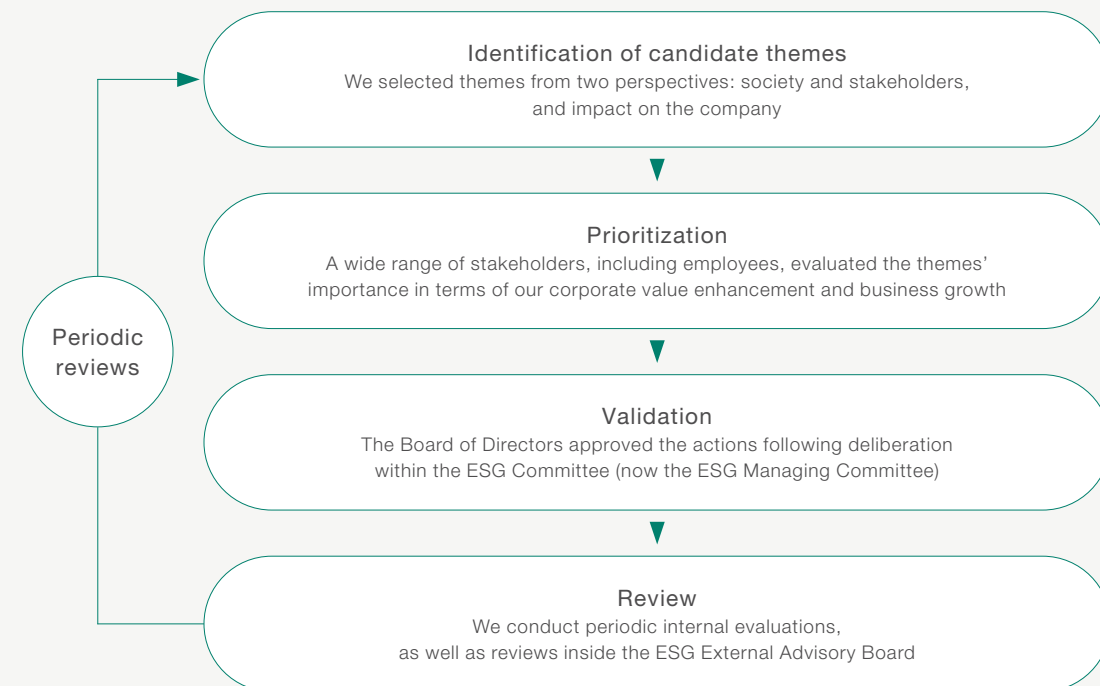 Identification of candidate themes
We selected themes from two perspectives: society and stakeholders,
and impact on the company
Prioritization
A wide range of stakeholders, including employees, evaluated the themes’
importance in terms of our corporate value enhancement and business growth
Periodic
reviews
Validation
The Board of Directors approved the actions following deliberation
within the ESG Committee (now the ESG Managing Committee)
Review
We conduct periodic internal evaluations,
as well as reviews inside the ESG External Advisory Board